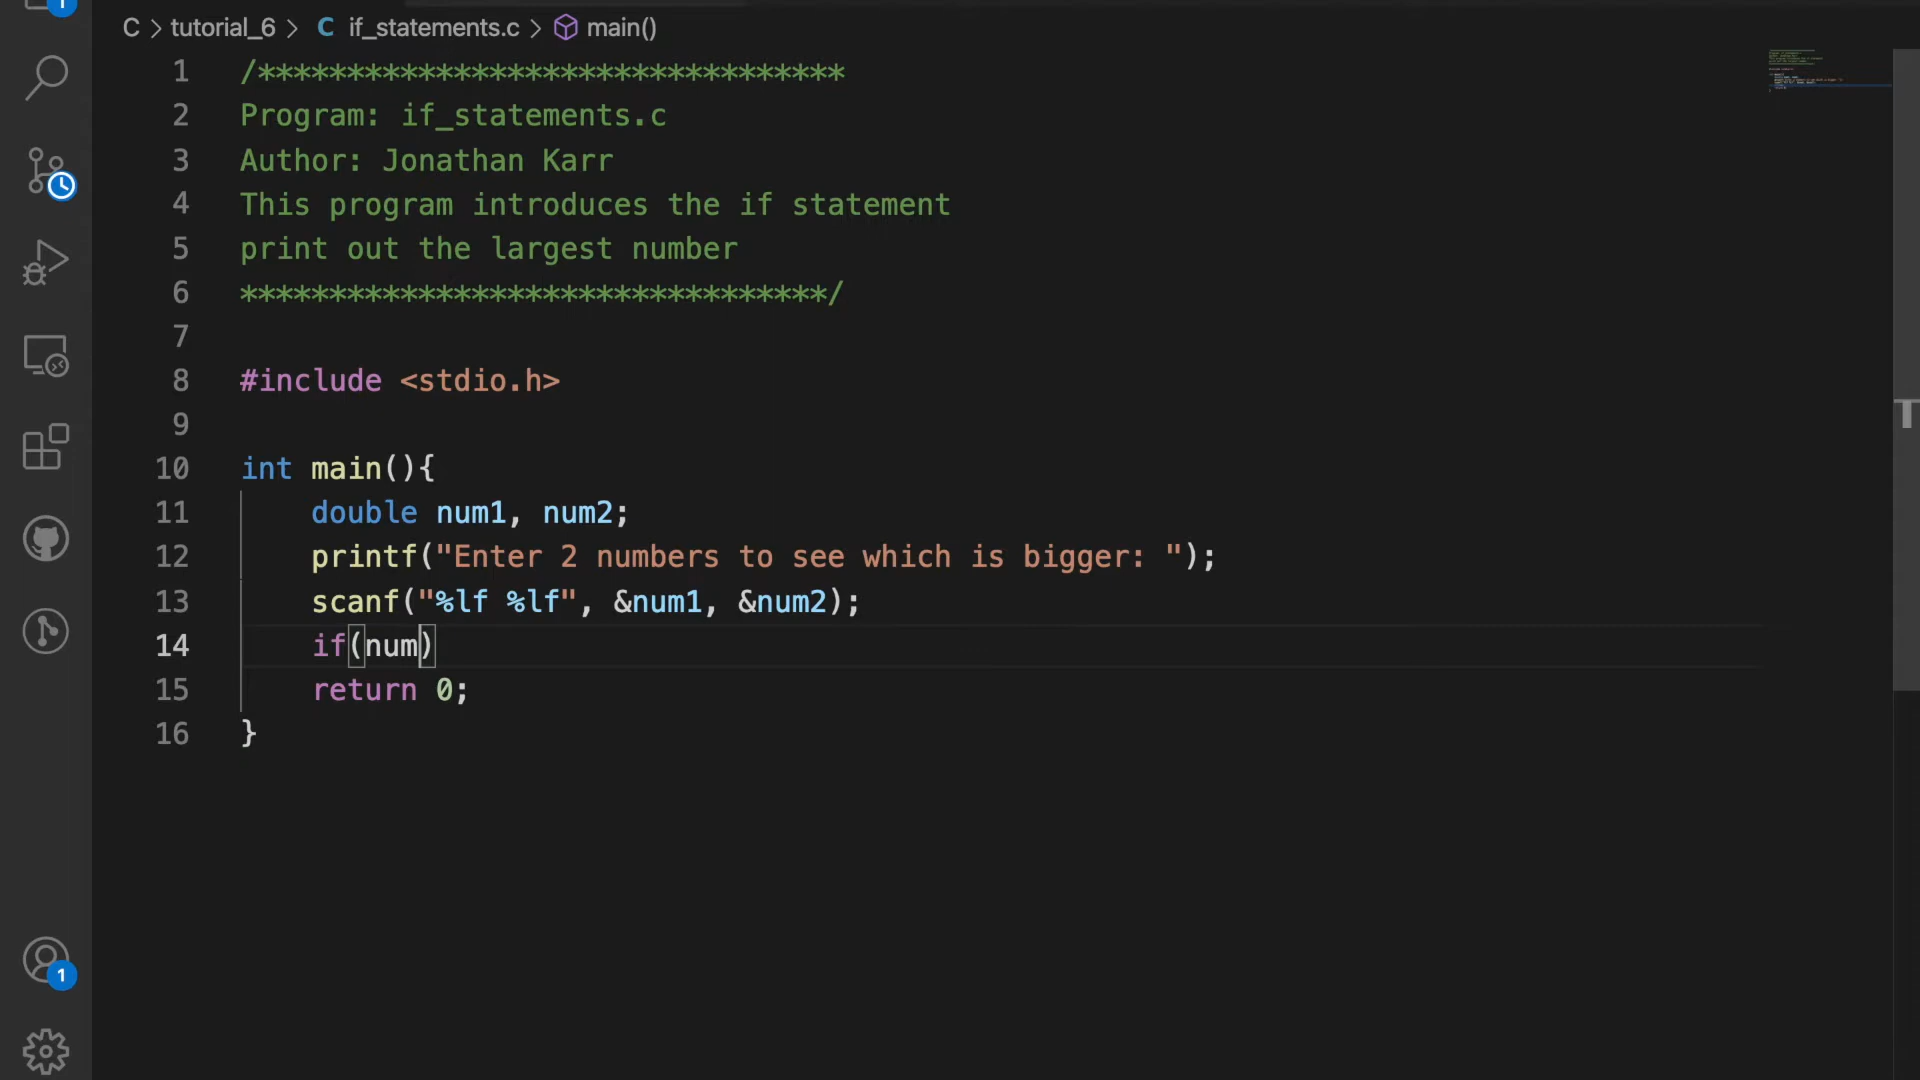 1
C > tutorial_6 > C if_statements.c > main()
1 /*********************************
2 Program: if_statements.c
3 Author: Jonathan Karr
4 This program introduces the if statement
5 print out the largest number
6 *********************************/
7
8 #include <stdio.h>
9
10 int main(){
11 double num1, num2;
12 printf("Enter 2 numbers to see which is bigger: ");
13 scanf("%lf %lf", &num1, &num2);
14 if(num)
15 return 0;
16 }
1